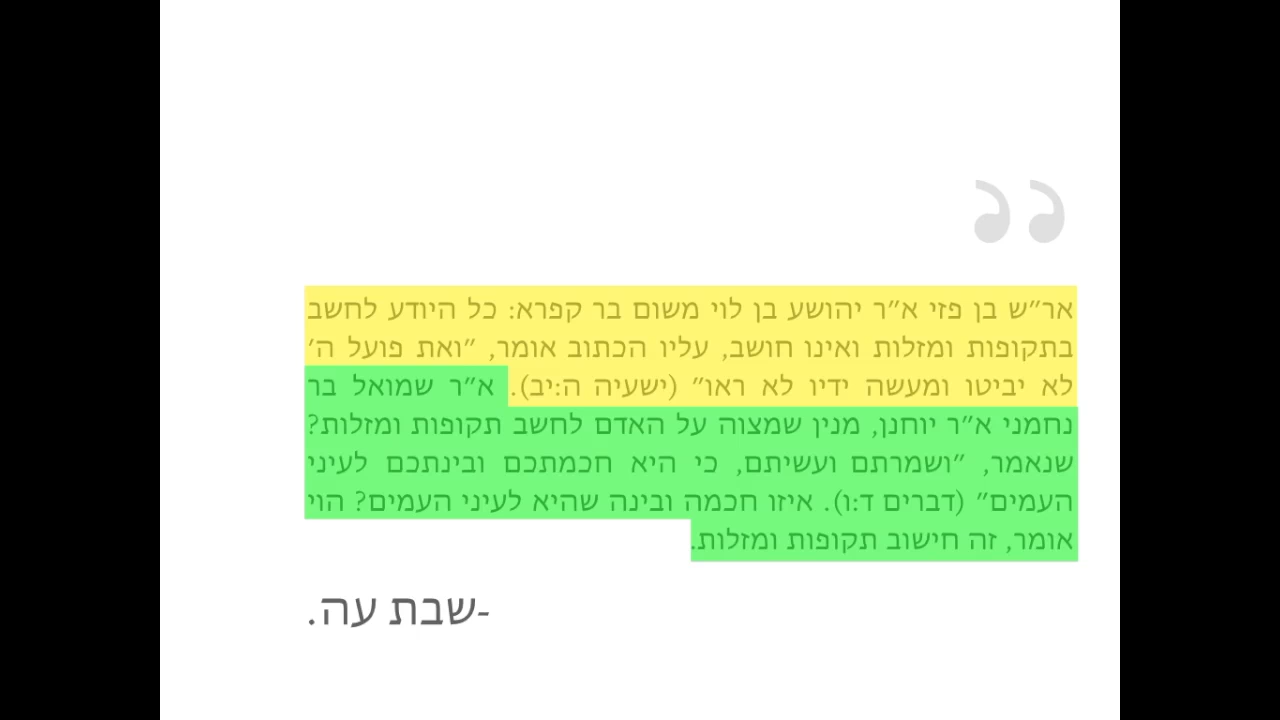 אר״ש בן פזי א״ר יהושע בן לוי משום בר קפרא: כל היודע לחשב
בתקופות ומזלות ואינו חושב, עליו הכתוב אומר, ״ואת פועל ה׳
לא יביטו ומעשה ידיו לא ראו״ (ישעיה ה:יב). א״ר שמואל בר
נחמני א״ר יוחנן, מנין שמצוה על האדם לחשב תקופות ומזלות?
שנאמר, ״ושמרתם ועשיתם, כי היא חכמתכם ובינתכם לעיני
העמים״ (דברים ד:ו). איזו חכמה ובינה שהיא לעיני העמים? הוי
אומר, זה חישוב תקופות ומזלות.
-שבת עה.